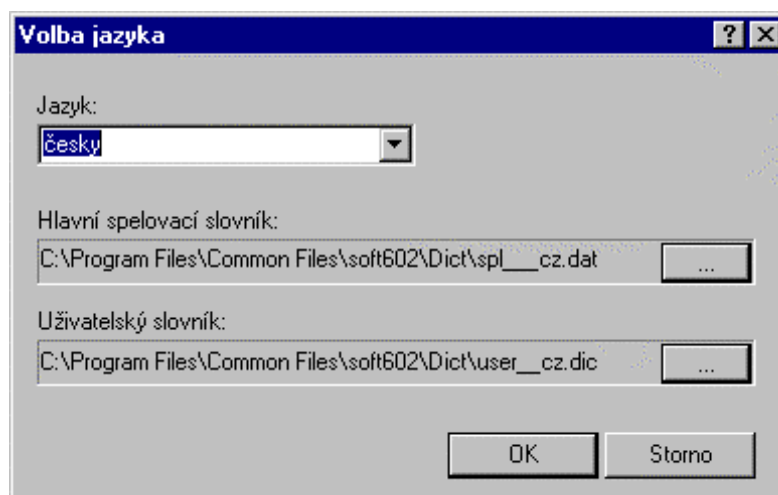 Volba jazyka
Jazyk:
česky
Hlavní spelovací slovník:
C:\Program Files\Common Files\soft602\Dict\spl___cz.dat
...
Uživatelský slovník:
C:\Program Files\Common Files\soft602\Dict\user__cz.dic
...
OK
Storno